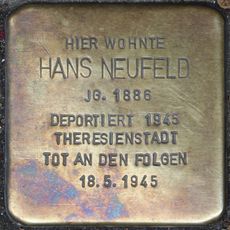 HIER WOHNTE
HANS NEUFELD
JG. 1886
DEPORTIERT 1945
THERESIENSTADT
TOT AN DEN FOLGEN
18.5.1945